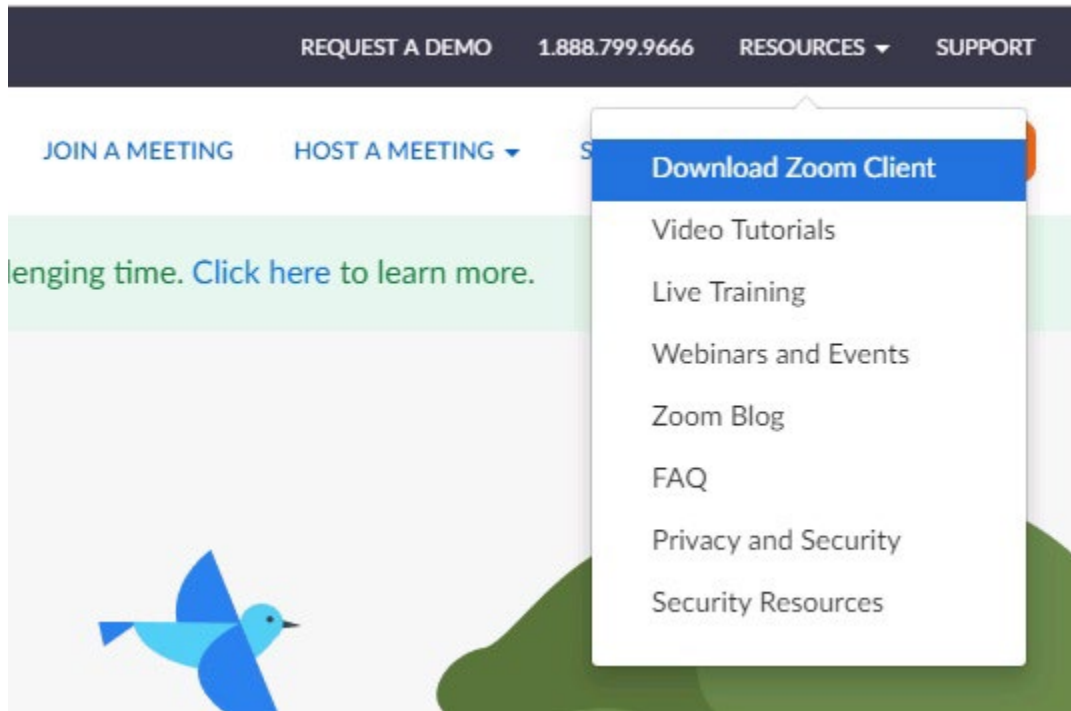 REQUEST A DEMO 1.888.799.9666 RESOURCES SUPPORT
JOIN A MEETING HOST A MEETING S
Download Zoom Client
Video Tutorials
lenging time. Click here to learn more.
Live Training
Webinars and Events
Zoom Blog
FAQ
Privacy and Security
Security Resources